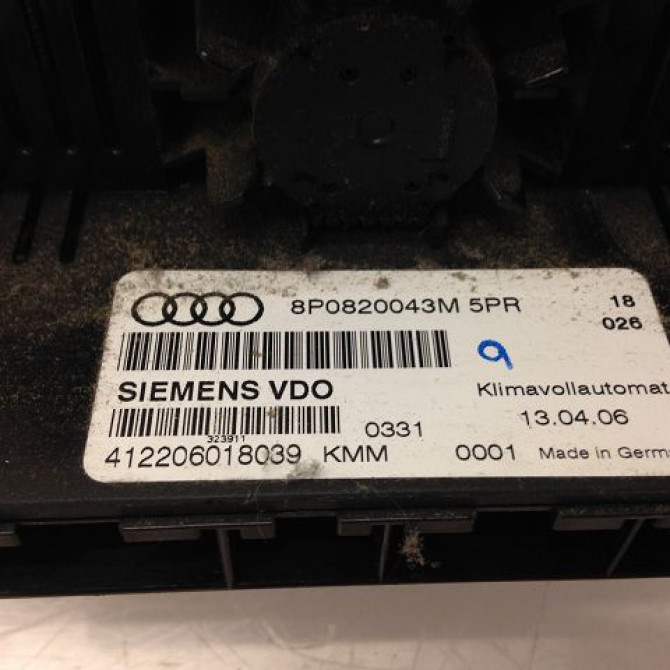 8P0820043M 5PR 18
026
9
SIEMENS VDO Klimavollautomat
13.04.06
323911 0331
412206018039 KMM 0001 Made in Germa